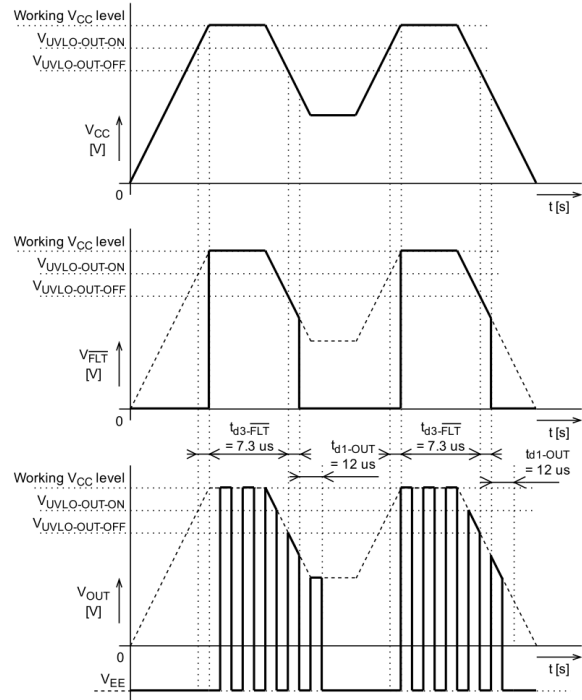 Working VCC level
VUVLO-OUT-ON
VUVLO-OUT-OFF
VCC
[V]
0
t [s]
Working VCC level
VUVLO-OUT-ON
VUVLO-OUT-OFF
VFLT
[V]
0
t [s]
td3-FLT
= 7.3 us
td1-OUT
= 12 us
td3-FLT
= 7.3 us
td1-OUT
= 12 us
Working VCC level
VUVLO-OUT-ON
VUVLO-OUT-OFF
VOUT
[V]
0
t [s]
VEE